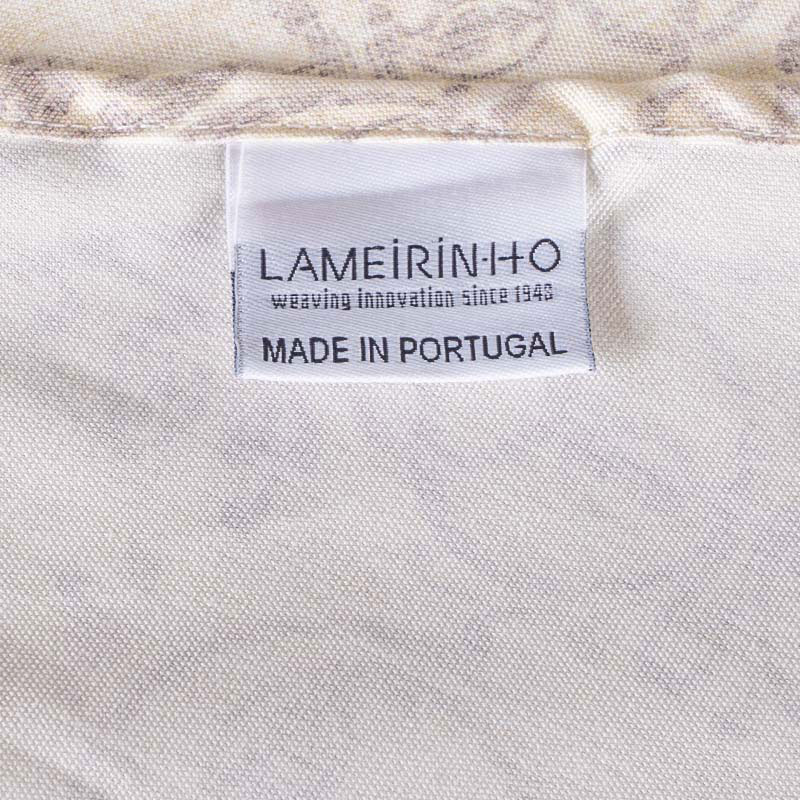 LAMEiRiNHO
weaving innovation since 1948
MADE IN PORTUGAL